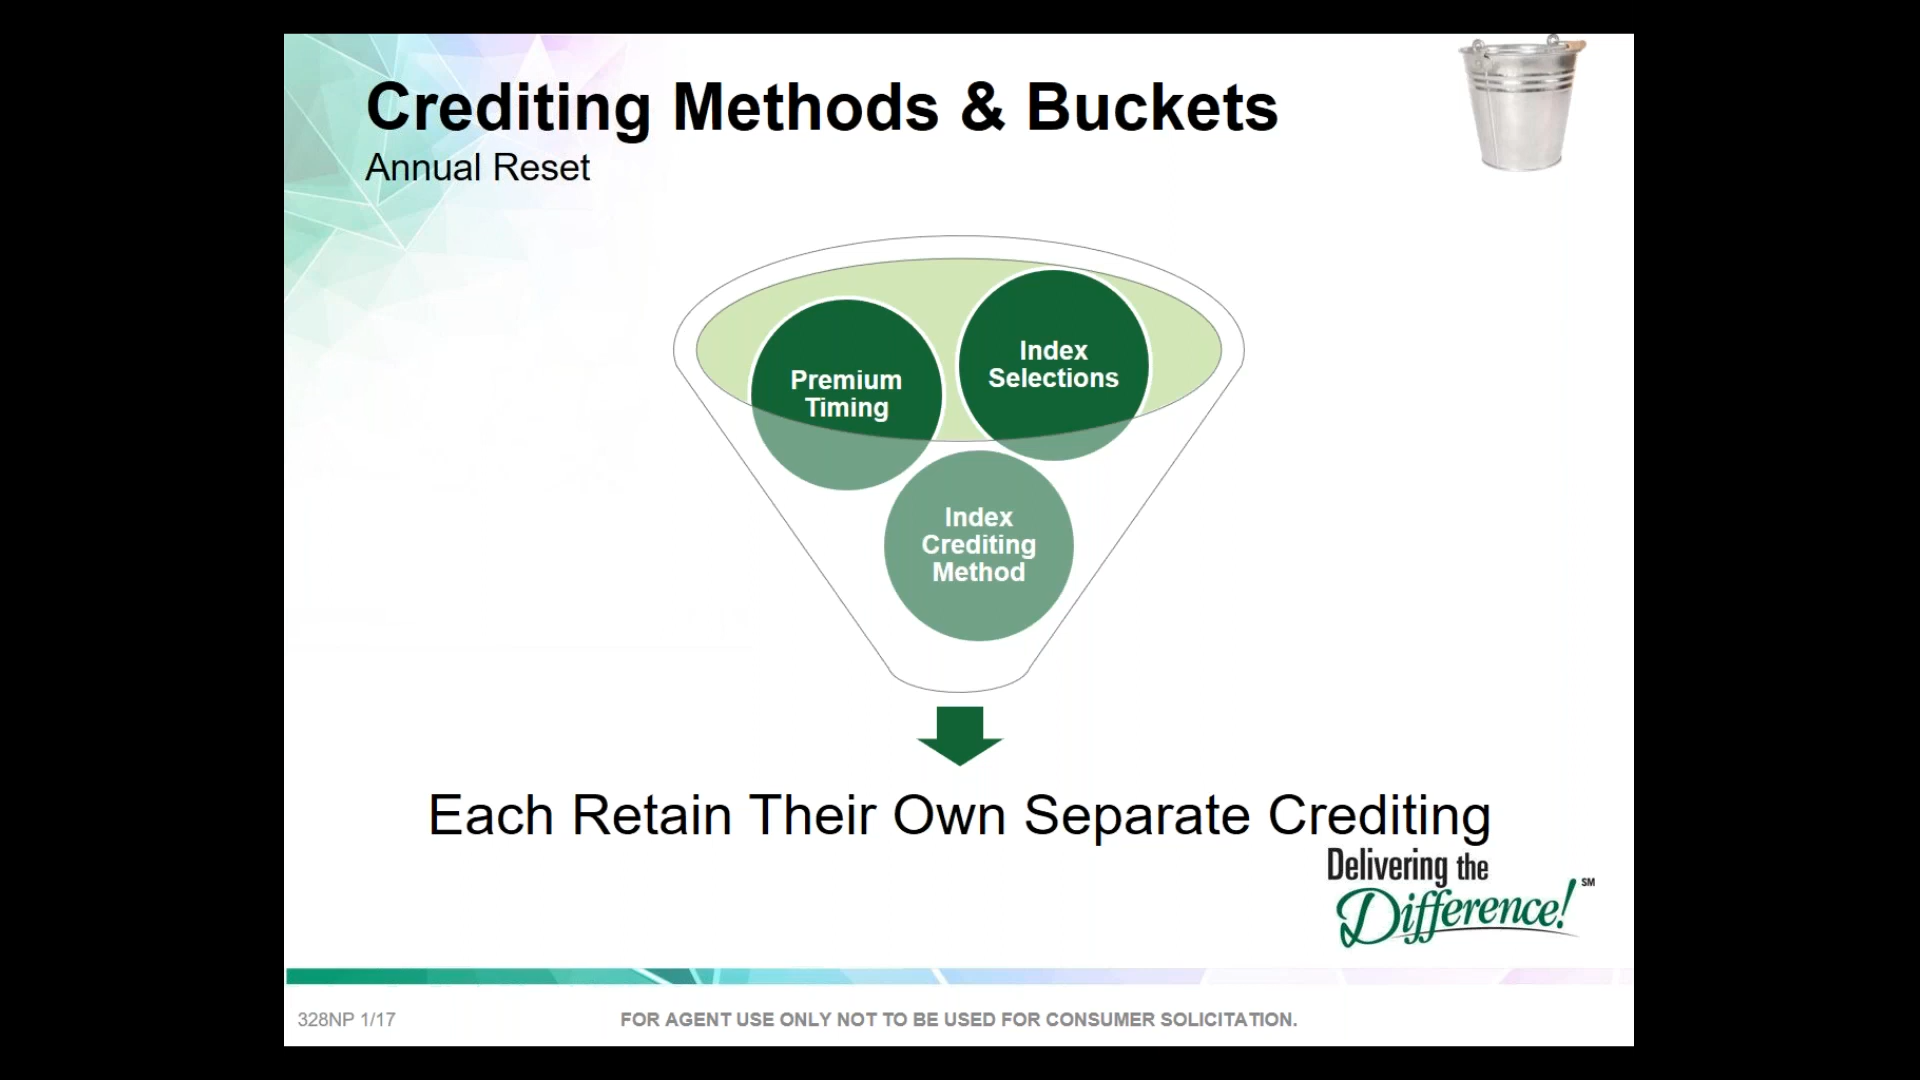 Crediting Methods & Buckets
Annual Reset
Premium
Timing
Index
Selections
Index
Crediting
Method
Each Retain Their Own Separate Crediting
Delivering the
Difference! SM
328NP 1/17
FOR AGENT USE ONLY NOT TO BE USED FOR CONSUMER SOLICITATION.